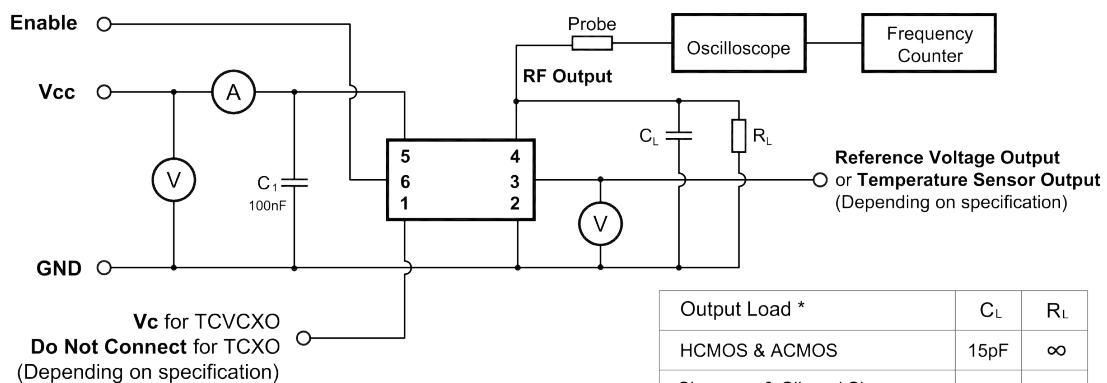 Enable
Probe
Oscilloscope
Frequency
Counter
RF Output
Vcc
A
V
C1
100nF
5
6
1
4
3
2
CL
RL
V
Reference Voltage Output
or Temperature Sensor Output
(Depending on specification)
GND
Vc for TCVCXO
Do Not Connect for TCXO
(Depending on specification)
Output Load * CL RL
HCMOS & ACMOS 15pF ∞